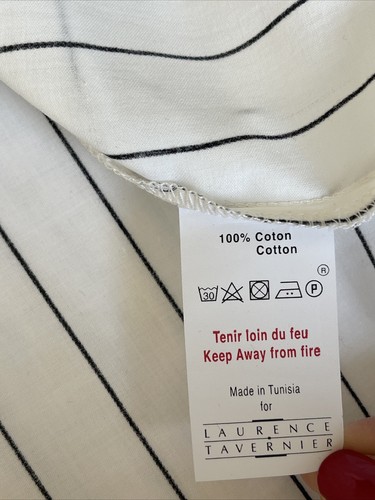 100% Coton
Cotton
®
30 P
Tenir loin du feu
Keep Away from fire
Made in Tunisia
for
LAURENCE
TAVERNIER